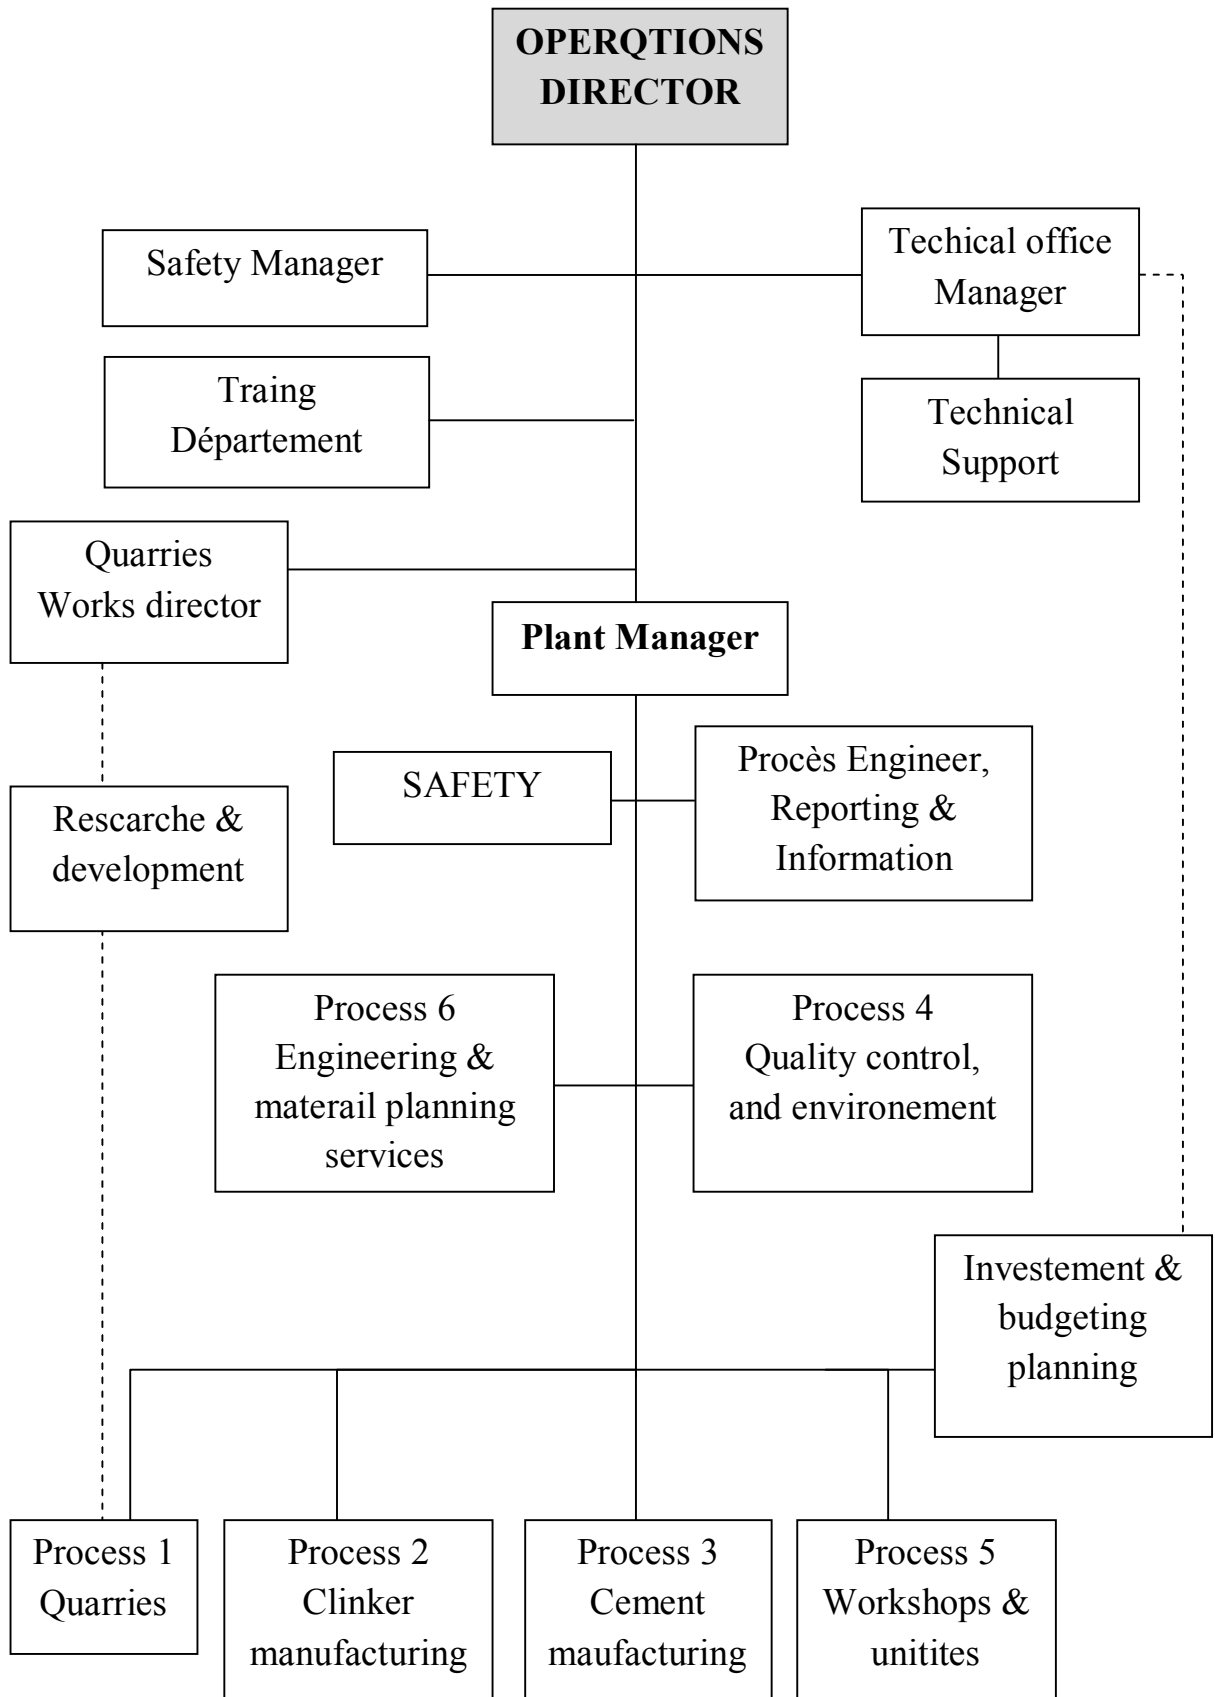 OPERQTIONS
DIRECTOR
Safety Manager
Techical office
Manager
Traing
Département
Technical
Support
Quarries
Works director
Plant Manager
SAFETY
Procès Engineer,
Reporting &
Information
Rescarche &
development
Process 6
Engineering &
materail planning
services
Process 4
Quality control,
and environement
Investement &
budgeting
planning
Process 1
Quarries
Process 2
Clinker
manufacturing
Process 3
Cement
maufacturing
Process 5
Workshops &
unitites